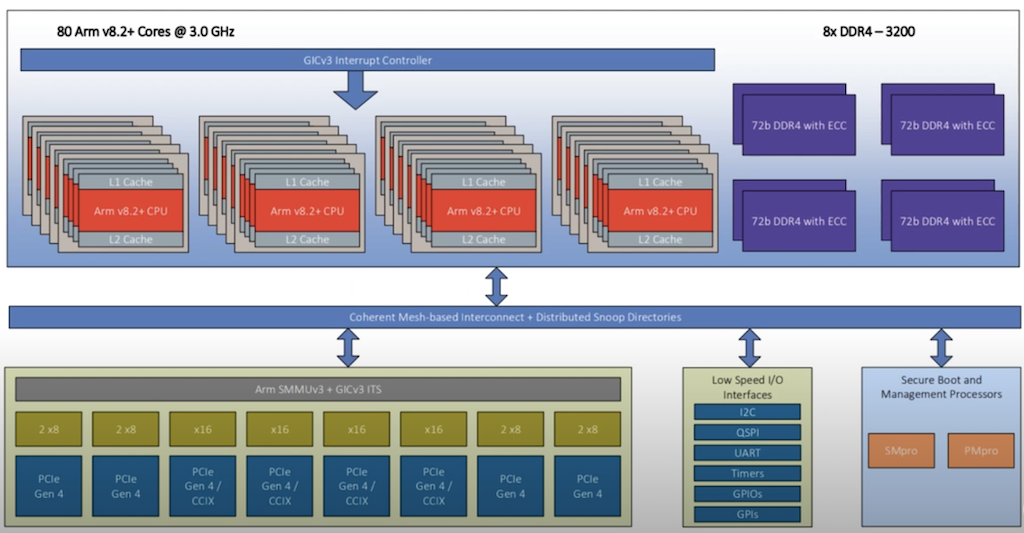 80 Arm v8.2+ Cores @ 3.0 GHz
8x DDR4 – 3200
GICv3 Interrupt Controller
72b DDR4 with ECC
72b DDR4 with ECC
L1 Cache
L1 Cache
L1 Cache
L1 Cache
Arm v8.2+ CPU
Arm v8.2+ CPU
Arm v8.2+ CPU
Arm v8.2+ CPU
L2 Cache
L2 Cache
L2 Cache
L2 Cache
72b DDR4 with ECC
72b DDR4 with ECC
Coherent Mesh-based Interconnect + Distributed Snoop Directories
Arm SMMUv3 + GICv3 ITS
2 x8
2 x8
x16
x16
x16
x16
2 x8
2 x8
PCIe
Gen 4
PCIe
Gen 4
PCIe
Gen 4 /
CCIX
PCIe
Gen 4 /
CCIX
PCIe
Gen 4 /
CCIX
PCIe
Gen 4 /
CCIX
PCIe
Gen 4
PCIe
Gen 4
Low Speed I/O
Interfaces
I2C
QSPI
UART
Timers
GPIOs
GPIs
Secure Boot and
Management Processors
SMpro
PMpro